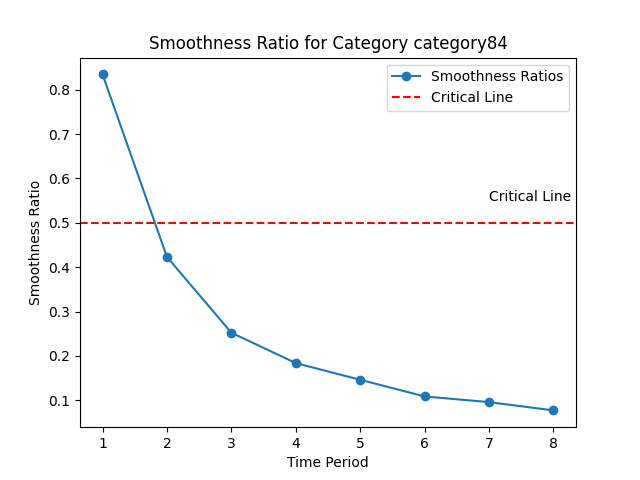 Smoothness Ratio for Category category84
Smoothness Ratios
Critical Line
Critical Line
Smoothness Ratio
0.8
0.7
0.6
0.5
0.4
0.3
0.2
0.1
1 2 3 4 5 6 7 8
Time Period